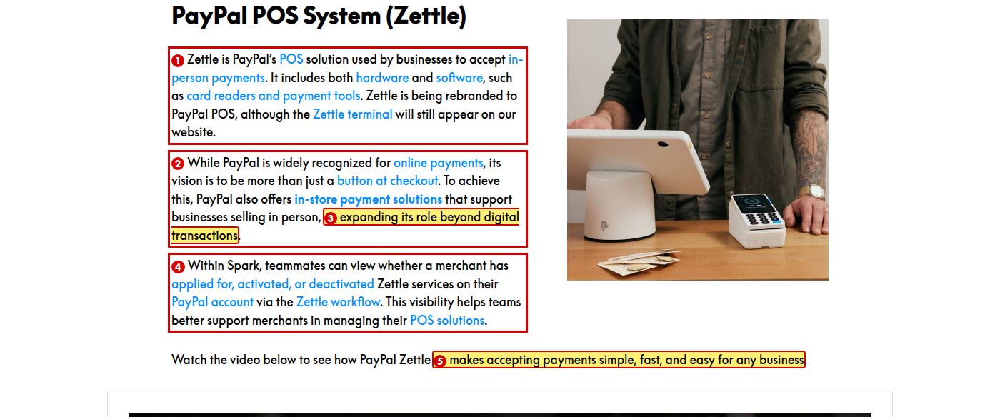 PayPal POS System (Zettle)
1 Zettle is PayPal’s POS solution used by businesses to accept in-
person payments. It includes both hardware and software, such
as card readers and payment tools. Zettle is being rebranded to
PayPal POS, although the Zettle terminal will still appear on our
website.
2 While PayPal is widely recognized for online payments, its
vision is to be more than just a button at checkout. To achieve
this, PayPal also offers in-store payment solutions that support
businesses selling in person, 3 expanding its role beyond digital
transactions.
4 Within Spark, teammates can view whether a merchant has
applied for, activated, or deactivated Zettle services on their
PayPal account via the Zettle workflow. This visibility helps teams
better support merchants in managing their POS solutions.
Watch the video below to see how PayPal Zettle 5 makes accepting payments simple, fast, and easy for any business.